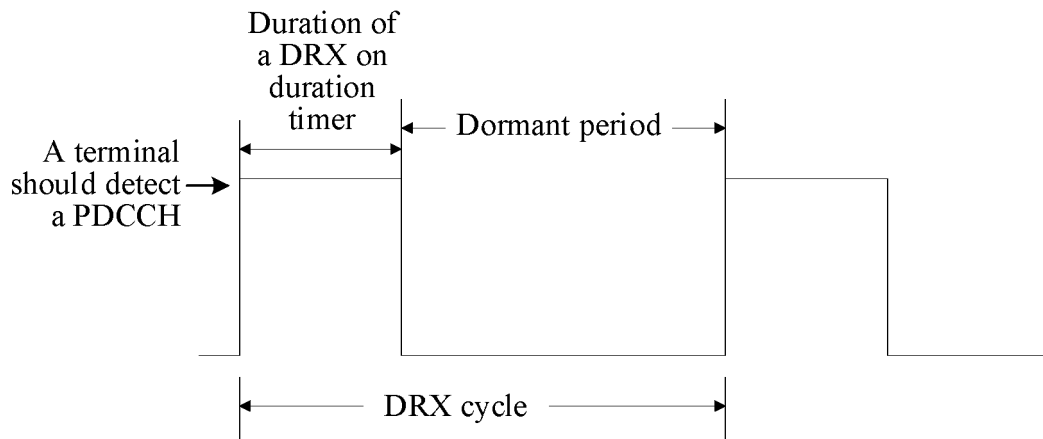 Duration of
a DRX on
duration
timer
Dormant period
A terminal
should detect
a PDCCH
DRX cycle